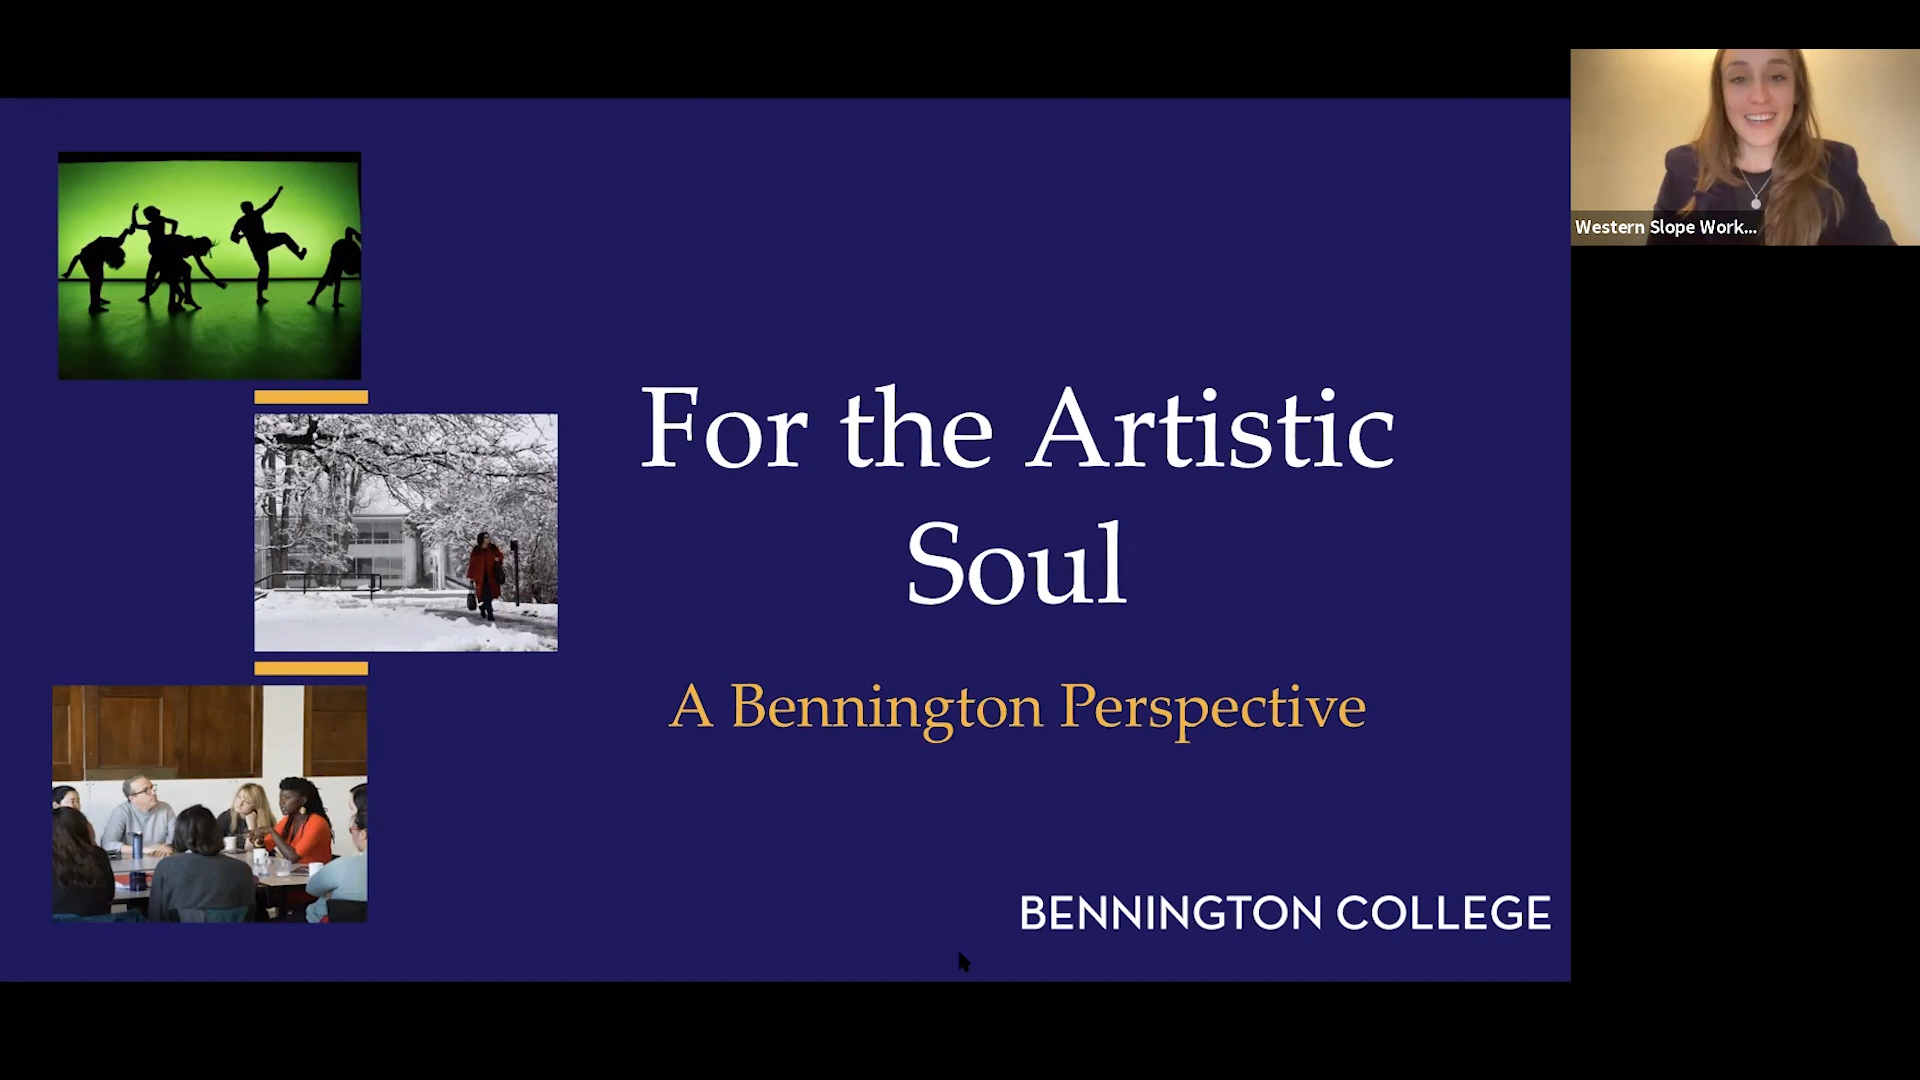 Western Slope Work...
For the Artistic
Soul
A Bennington Perspective
BENNINGTON COLLEGE